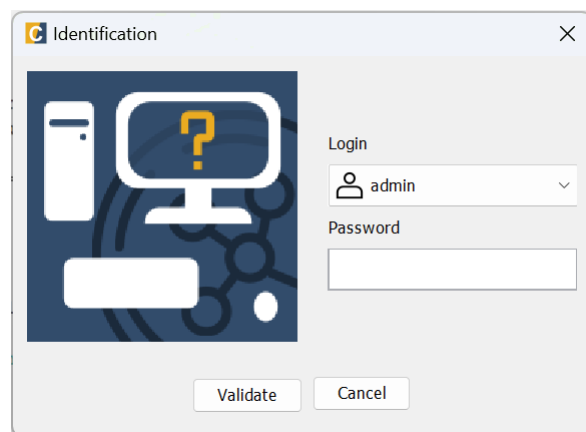 C Identification
?
Login
admin
Password
Validate
Cancel